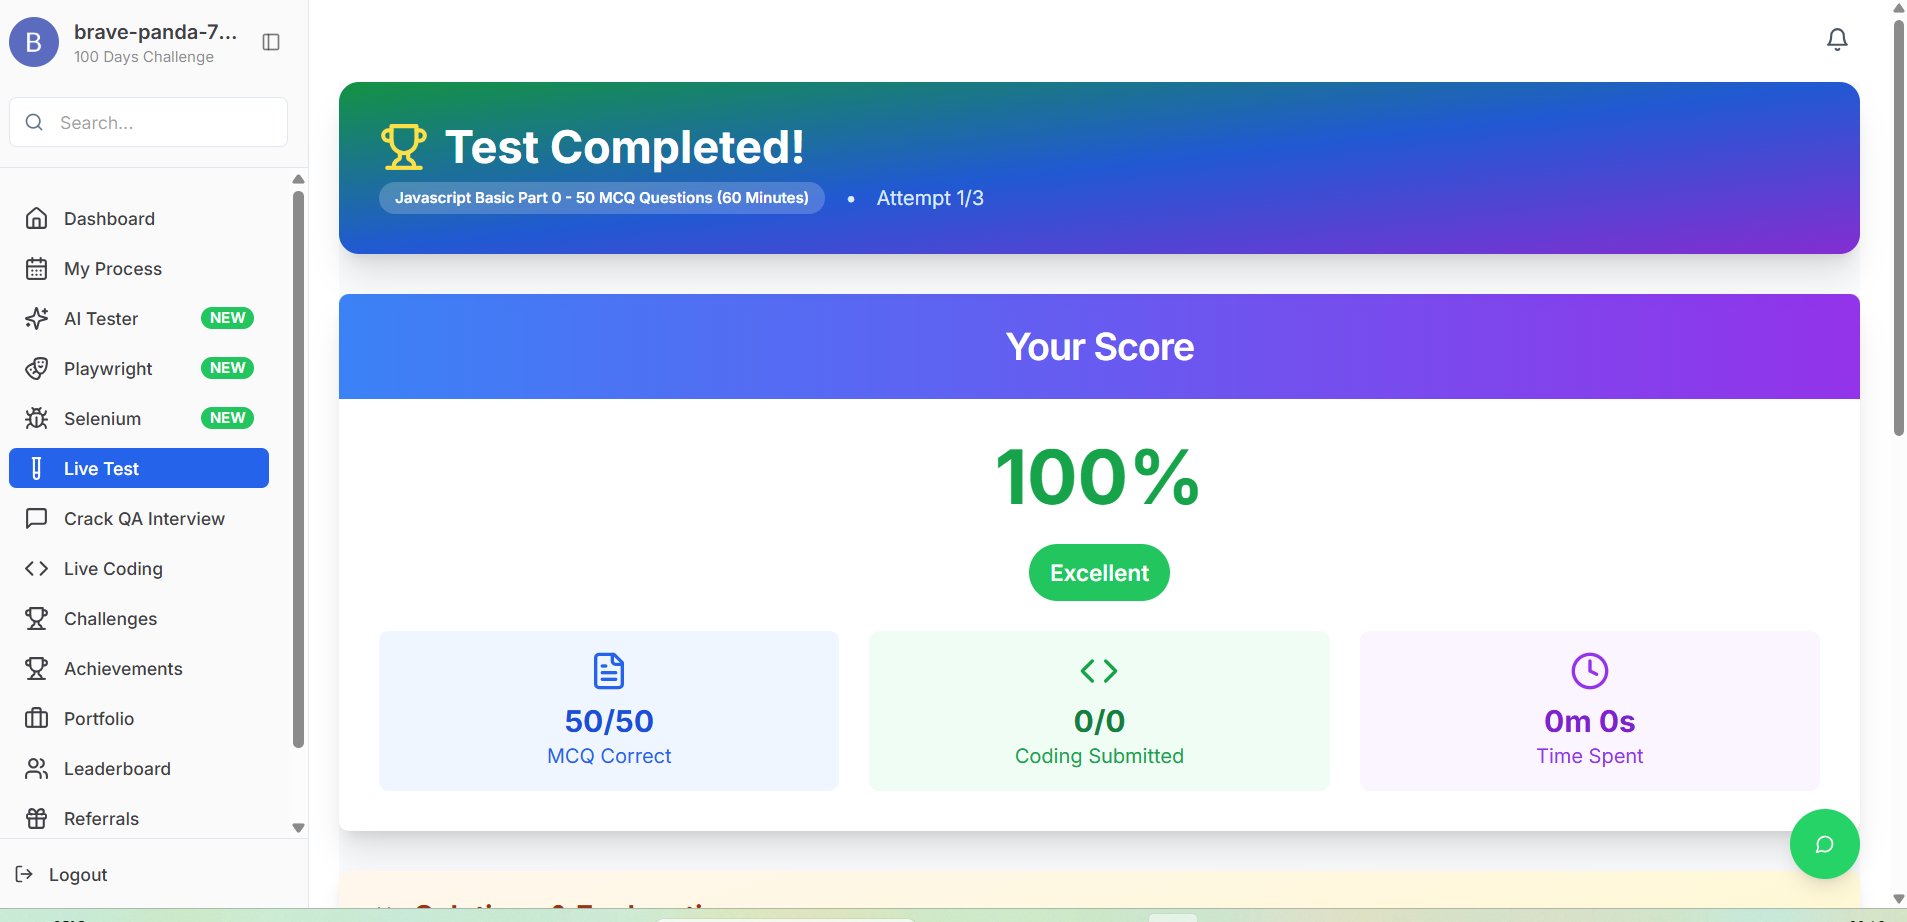 B
brave-panda-7...
100 Days Challenge
Search...
Dashboard
My Process
AI Tester NEW
Playwright NEW
Selenium NEW
Live Test
Crack QA Interview
Live Coding
Challenges
Achievements
Portfolio
Leaderboard
Referrals
Logout
Test Completed!
Javascript Basic Part 0 - 50 MCQ Questions (60 Minutes) • Attempt 1/3
Your Score
100%
Excellent
50/50
MCQ Correct
0/0
Coding Submitted
0m 0s
Time Spent